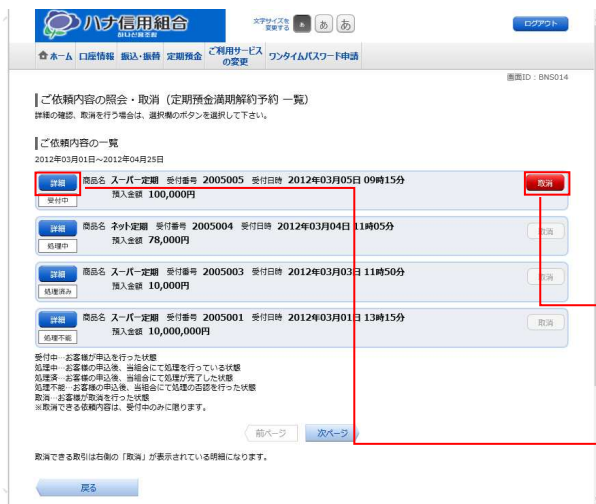 ハナ信用組合
하나신용조합
文字サイズを
変更する
あ あ あ
ログアウト
ホーム 口座情報 振込・振替 定期預金 ご利用サービスの変更 ワンタイムパスワード申請
画面ID：BNS014
ご依頼内容の照会・取消（定期預金満期解約予約 一覧）
詳細の確認、取消を行う場合は、選択欄のボタンを選択して下さい。
ご依頼内容の一覧
2012年03月01日～2012年04月25日
詳細 商品名 スーパー定期 受付番号 2005005 受付日時 2012年03月05日 09時15分 取消
受付中 預入金額 100,000円
詳細 商品名 ネット定期 受付番号 2005004 受付日時 2012年03月04日 11時05分 取消
処理中 預入金額 78,000円
詳細 商品名 スーパー定期 受付番号 2005003 受付日時 2012年03月03日 11時50分 取消
処理済み 預入金額 10,000円
詳細 商品名 スーパー定期 受付番号 2005001 受付日時 2012年03月01日 13時15分 取消
処理不能 預入金額 10,000,000円
受付中…お客様が申込を行った状態
処理中…お客様の申込後、当組合にて処理を行っている状態
処理済…お客様の申込後、当組合にて処理が完了した状態
処理不能…お客様の申込後、当組合にて処理の否認を行った状態
取消…お客様が取消を行った状態
※取消できる依頼内容は、受付中のみに限ります。
前ページ 次ページ
取消できる取引は右側の「取消」が表示されている明細になります。
戻る